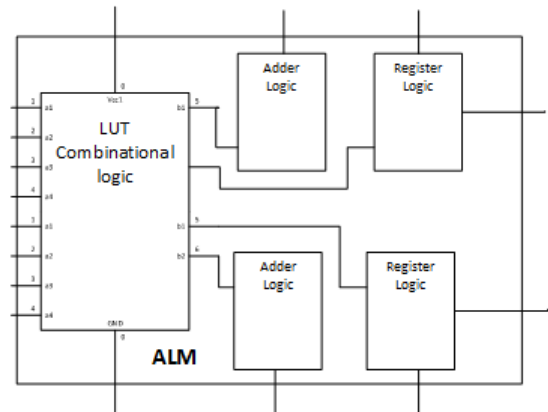 0
Vcc1
Adder
Logic
Register
Logic
1
a1
b1
5
LUT
Combinational
logic
2
a2
3
a3
4
a4
1
a1
b1
5
2
a2
b2
6
3
a3
4
a4
Adder
Logic
Register
Logic
GND
0
ALM